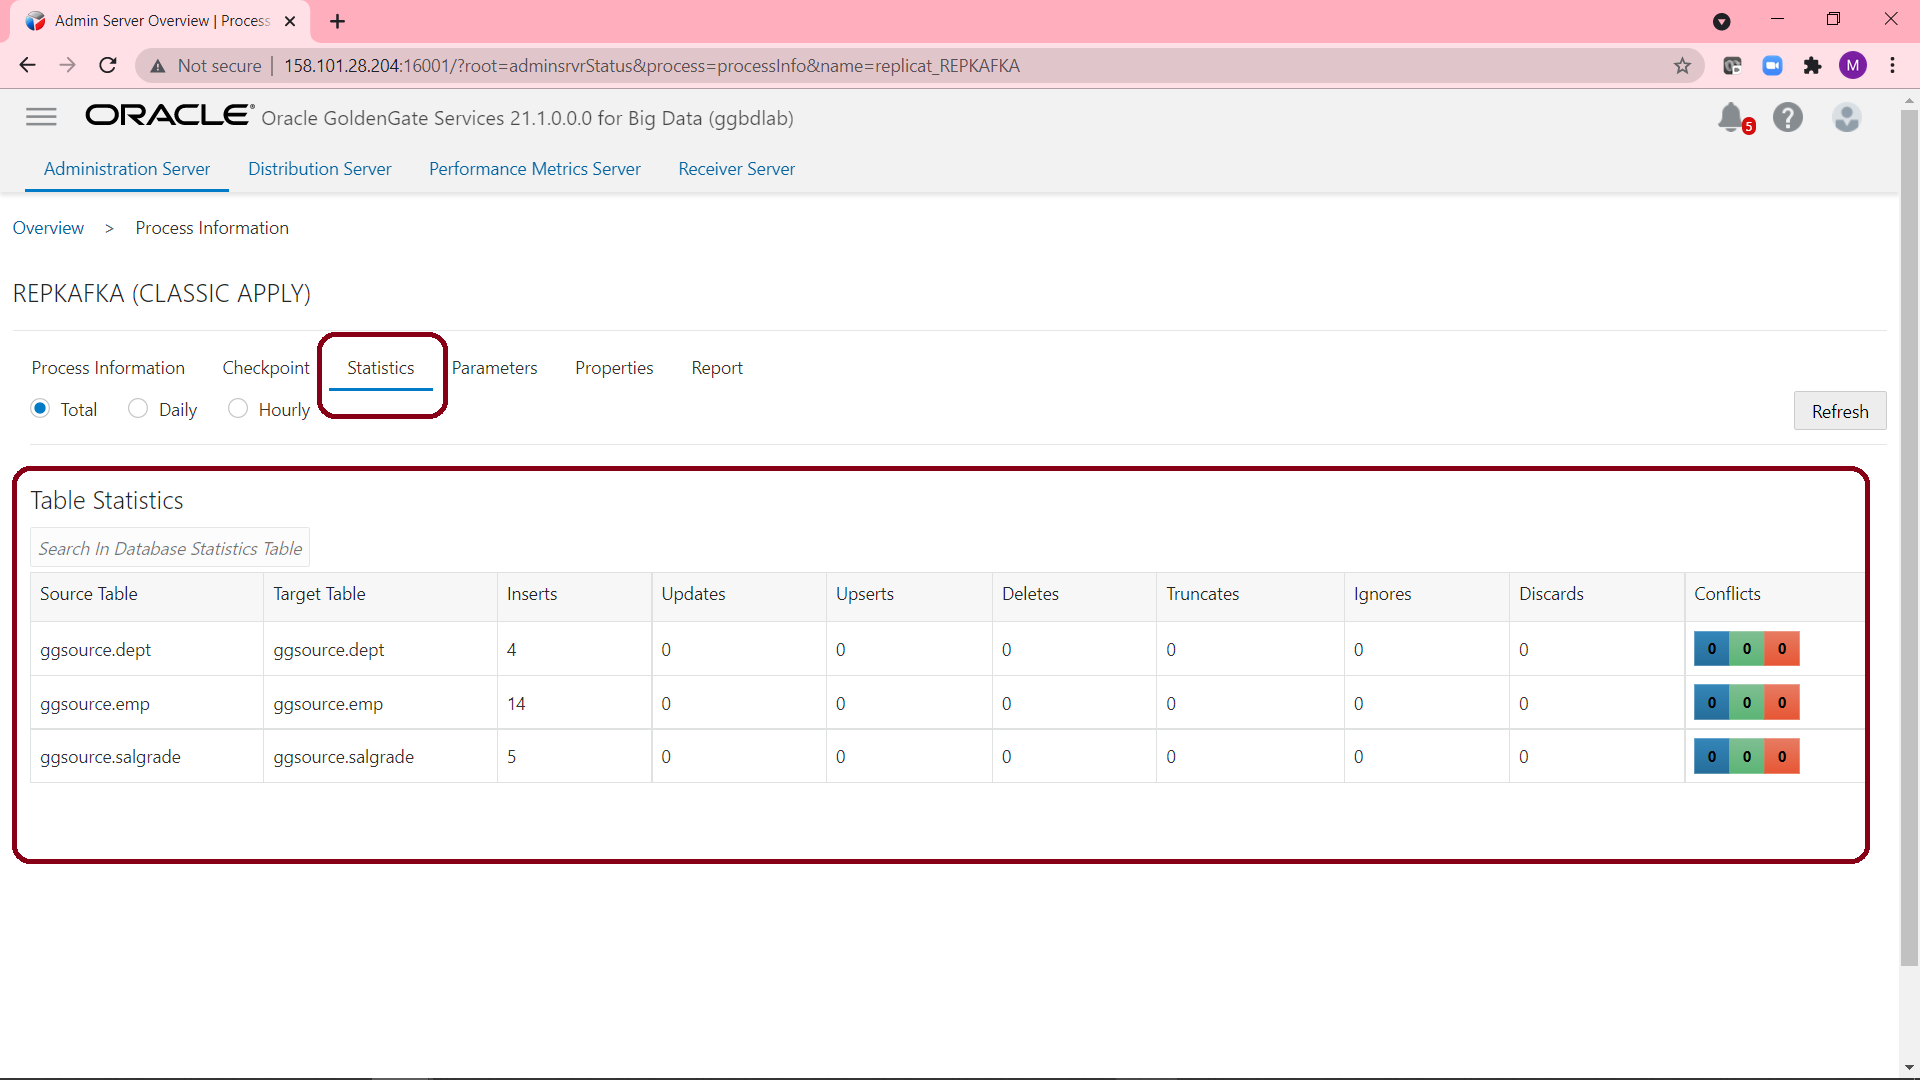 Admin Server Overview | Process
Not secure | 158.101.28.204:16001/?root=adminsrvrStatus&process=processInfo&name=replicat_REPKAFKA
M
ORACLE® Oracle GoldenGate Services 21.1.0.0.0 for Big Data (ggbdlab)
5
?
Administration Server Distribution Server Performance Metrics Server Receiver Server
Overview > Process Information
REPKAFKA (CLASSIC APPLY)
Process Information Checkpoint Statistics Parameters Properties Report
Total Daily Hourly
Refresh
Table Statistics
Search In Database Statistics Table
Source Table Target Table Inserts Updates Upserts Deletes Truncates Ignores Discards Conflicts
ggsource.dept ggsource.dept 4 0 0 0 0 0 0 0 0 0
ggsource.emp ggsource.emp 14 0 0 0 0 0 0 0 0 0
ggsource.salgrade ggsource.salgrade 5 0 0 0 0 0 0 0 0 0